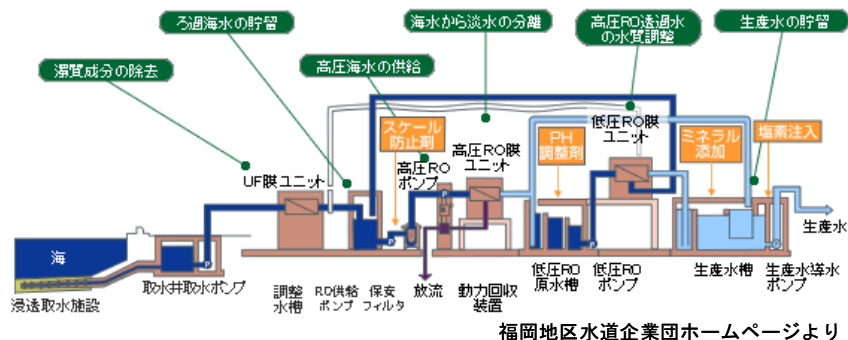 ろ過海水の貯留
海水から淡水の分離
高圧RO透過水
の水質調整
生産水の貯留
濁質成分の除去
高圧海水の供給
スケール
防止剤
PH
調整剤
低圧RO膜
ユニット
ミネラル
添加
塩素注入
UF膜ユニット
高圧RO
ポンプ
高圧RO膜
ユニット
海
P
P
P
P
P
生産水
浸透取水施設
取水井取水ポンプ
調整
水槽
RO供給
ポンプ
保安
フィルタ
放流
動力回収
装置
低圧RO
原水槽
低圧RO
ポンプ
生産水槽
生産水導水
ポンプ
福岡地区水道企業団ホームページより